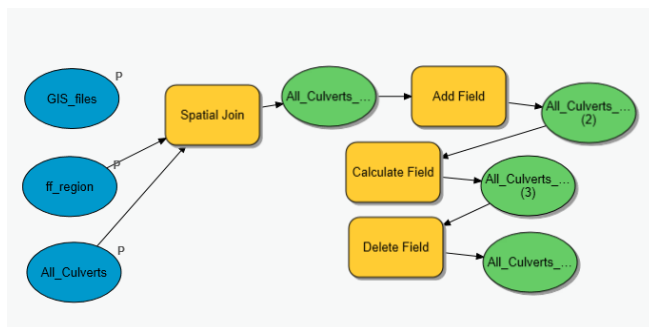 P
GIS_files
P
ff_region
P
All_Culverts
Spatial Join
All_Culverts_...
Add Field
All_Culverts_...
(2)
Calculate Field
All_Culverts_...
(3)
Delete Field
All_Culverts_...